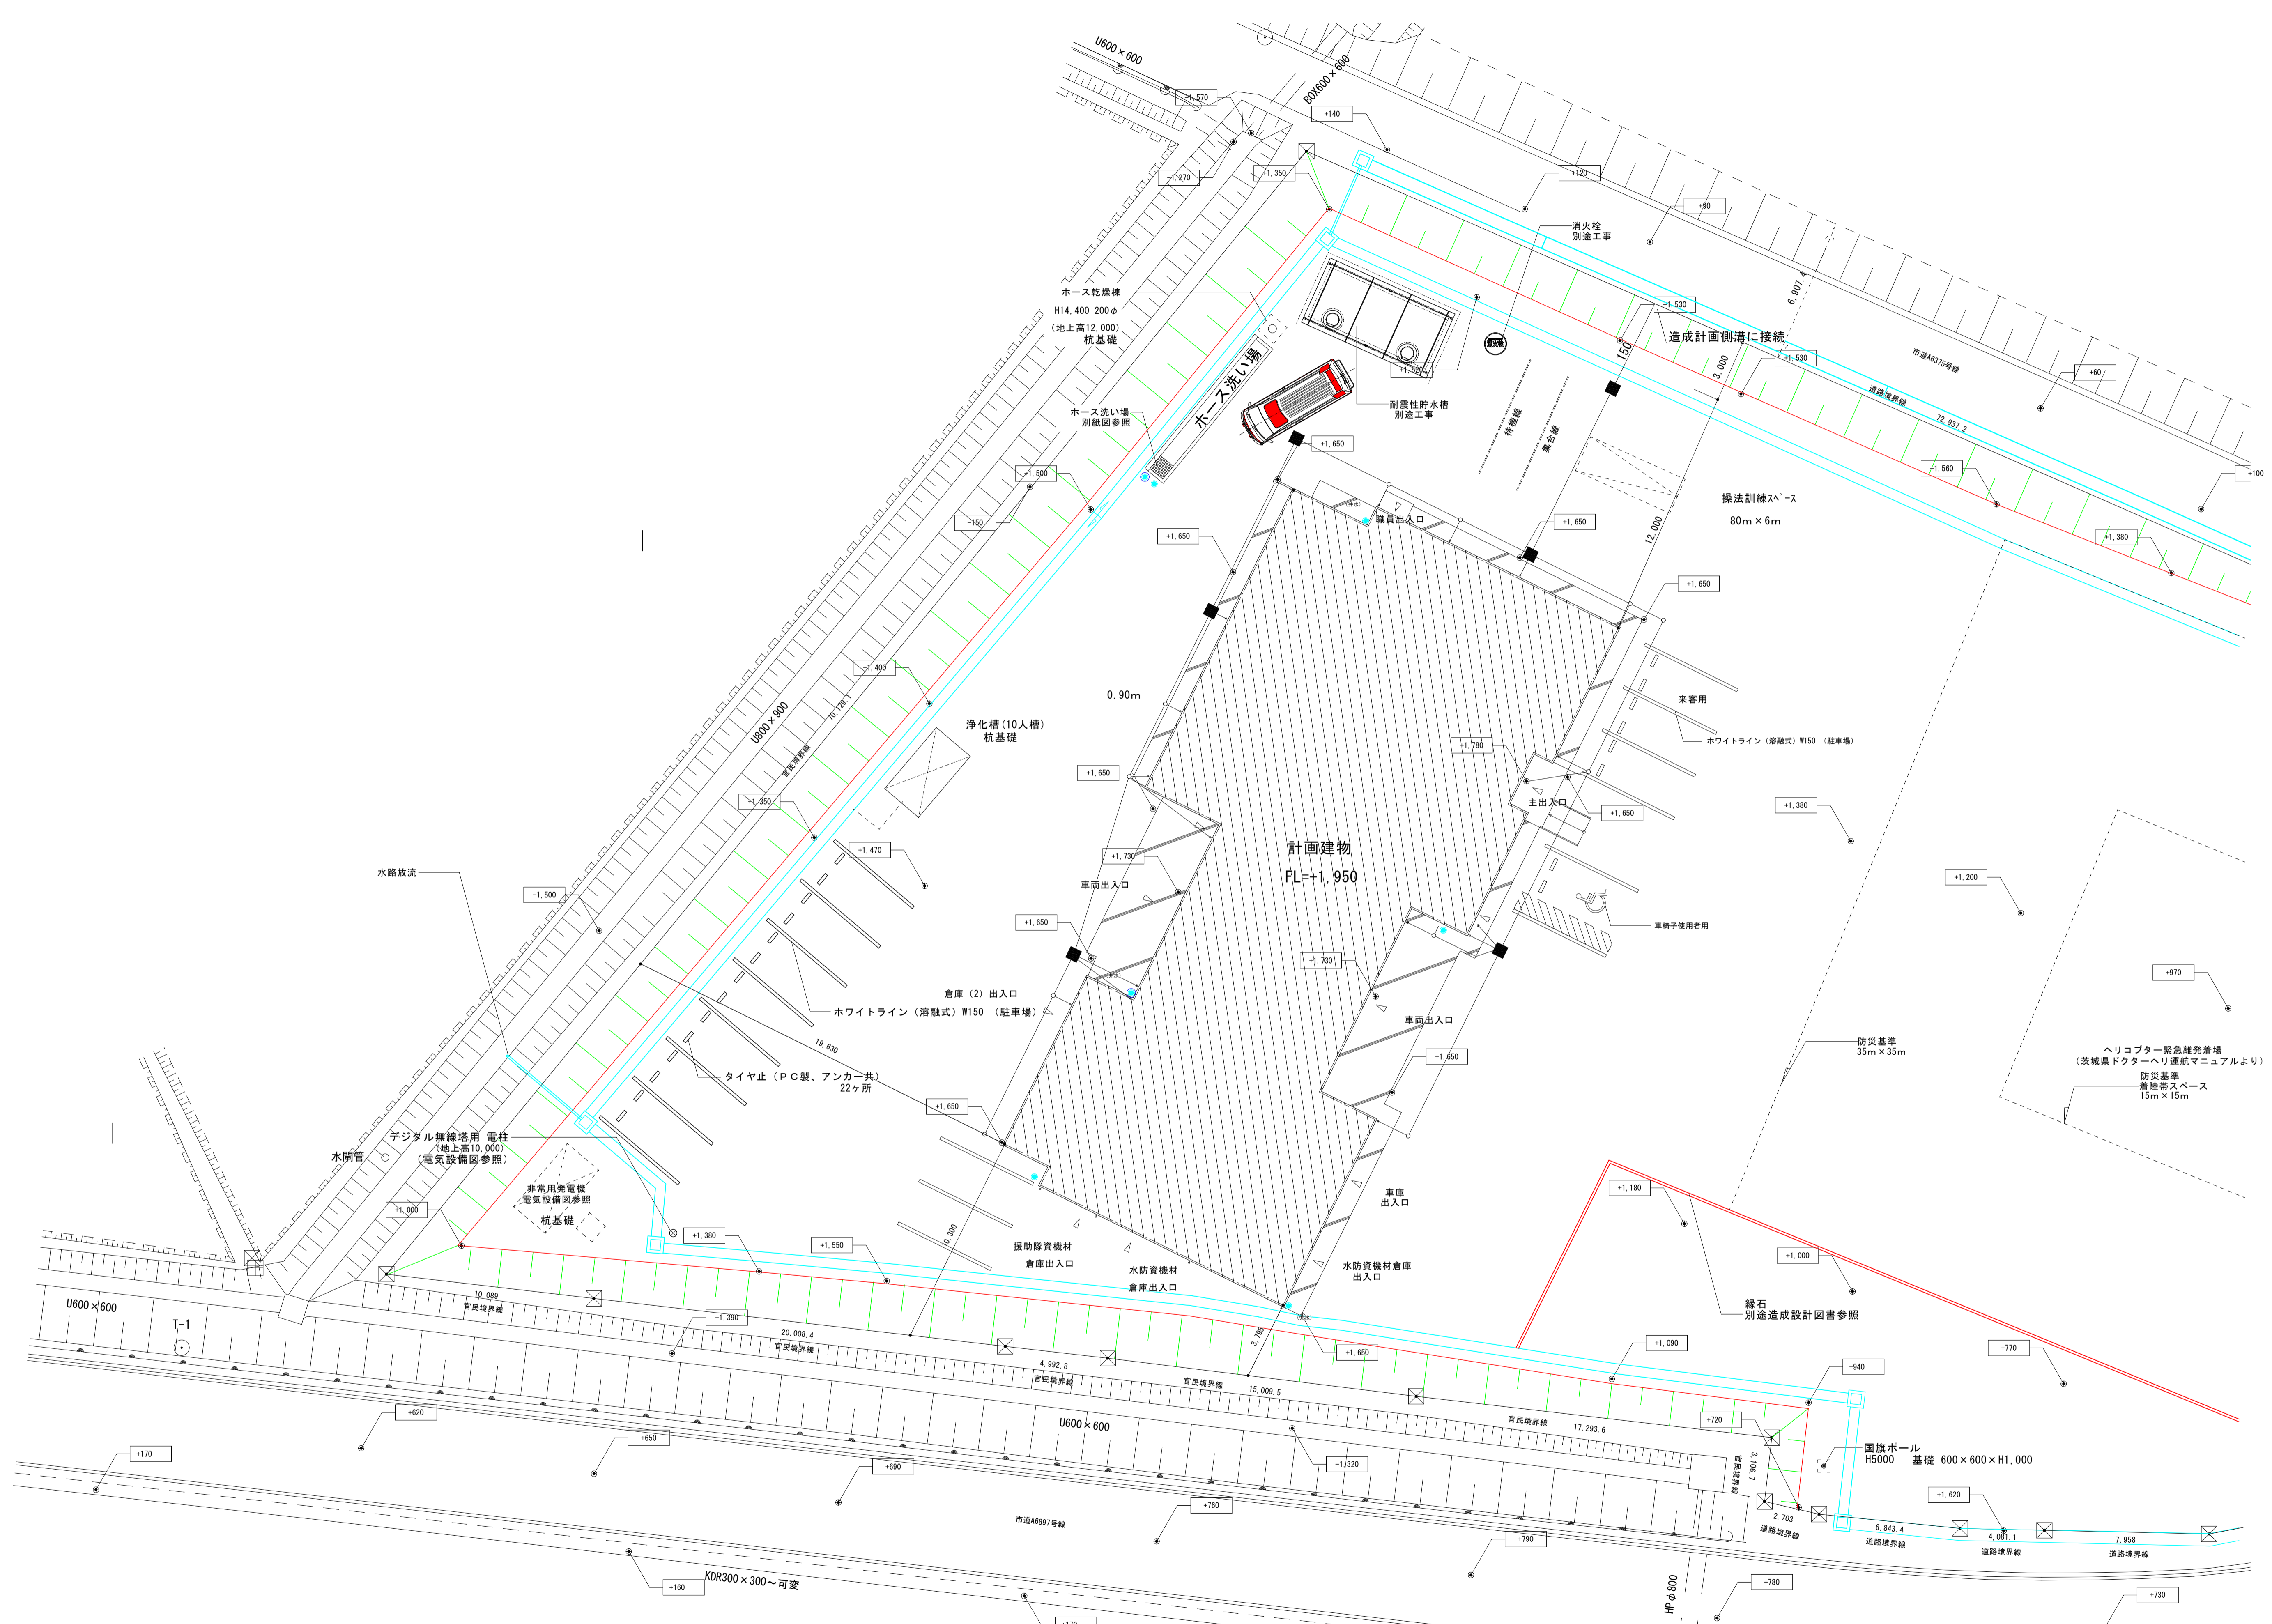 U600×600
BOX600×600
-1,570
+140
-1,270
+1,350
+120
+90
消火栓
別途工事
ホース乾燥棟
H14,400 200φ
(地上高12,000)
杭基礎
6,907.4
+1,530
造成計画側溝に接続
150
3,000
+1,530
市道A6375号線
+60
道路境界線
72,937.2
ホース洗い場
ホース洗い場
別紙図参照
耐震性貯水槽
別途工事
待機線
集合線
+1,650
+1,500
+1,560
+100
操法訓練スペース
80m×6m
-150
職員出入口
+1,650
+1,650
12,000
+1,380
+1,650
+1,400
0.90m
来客用
ホワイトライン（溶融式）W150 （駐車場）
U800×900
70,129.1
官民境界線
浄化槽(10人槽)
杭基礎
-1,780
+1,650
+1,350
主出入口
+1,650
+1,380
+1,470
計画建物
FL=+1,950
+1,730
車両出入口
水路放流
-1,500
+1,200
+1,650
車椅子使用者用
+1,730
+970
倉庫（2）出入口
ホワイトライン（溶融式）W150 （駐車場）
車両出入口
19,630
防災基準
35m×35m
+1,650
ヘリコプター緊急離発着場
（茨城県ドクターヘリ運航マニュアルより）
防災基準
着陸帯スペース
15m×15m
タイヤ止（ＰＣ製、アンカー共）
22ヶ所
+1,650
デジタル無線塔用 電柱
(地上高10,000)
（電気設備図参照）
水閘管
非常用発電機
電気設備図参照
杭基礎
+1,180
車庫
出入口
+1,000
+1,380
+1,550
10,300
援助隊資機材
倉庫出入口
水防資機材
倉庫出入口
水防資機材倉庫
出入口
+1,000
縁石
別途造成設計図書参照
10,089
官民境界線
U600×600
T-1
-1,390
20,008.4
官民境界線
3,795
+1,650
+1,090
+770
+940
4,992.8
官民境界線
官民境界線
15,009.5
U600×600
官民境界線
17,293.6
+720
3,106.7
官民境界線
国旗ポール
H5000 基礎 600×600×H1,000
+620
+650
+690
-1,320
+170
+1,620
+760
市道A6897号線
2,703
道路境界線
6,843.4
道路境界線
4,081.1
道路境界線
7,958
道路境界線
+790
KDR300×300～可変
+160
HPφ800
+780
+730